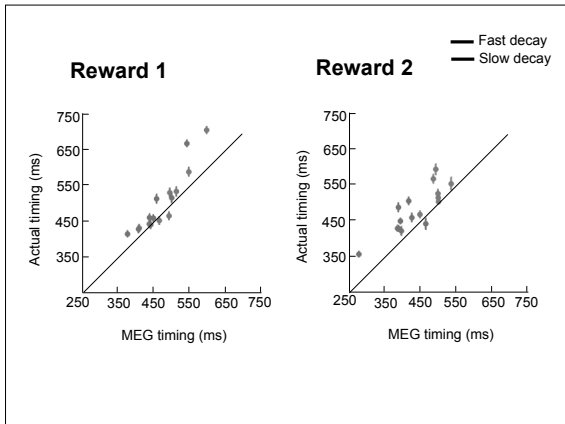 Fast decay
Slow decay
Reward 1
Reward 2
Actual timing (ms)
750
650
550
450
350
250 350 450 550 650 750
MEG timing (ms)
Actual timing (ms)
750
650
550
450
350
250 350 450 550 650 750
MEG timing (ms)